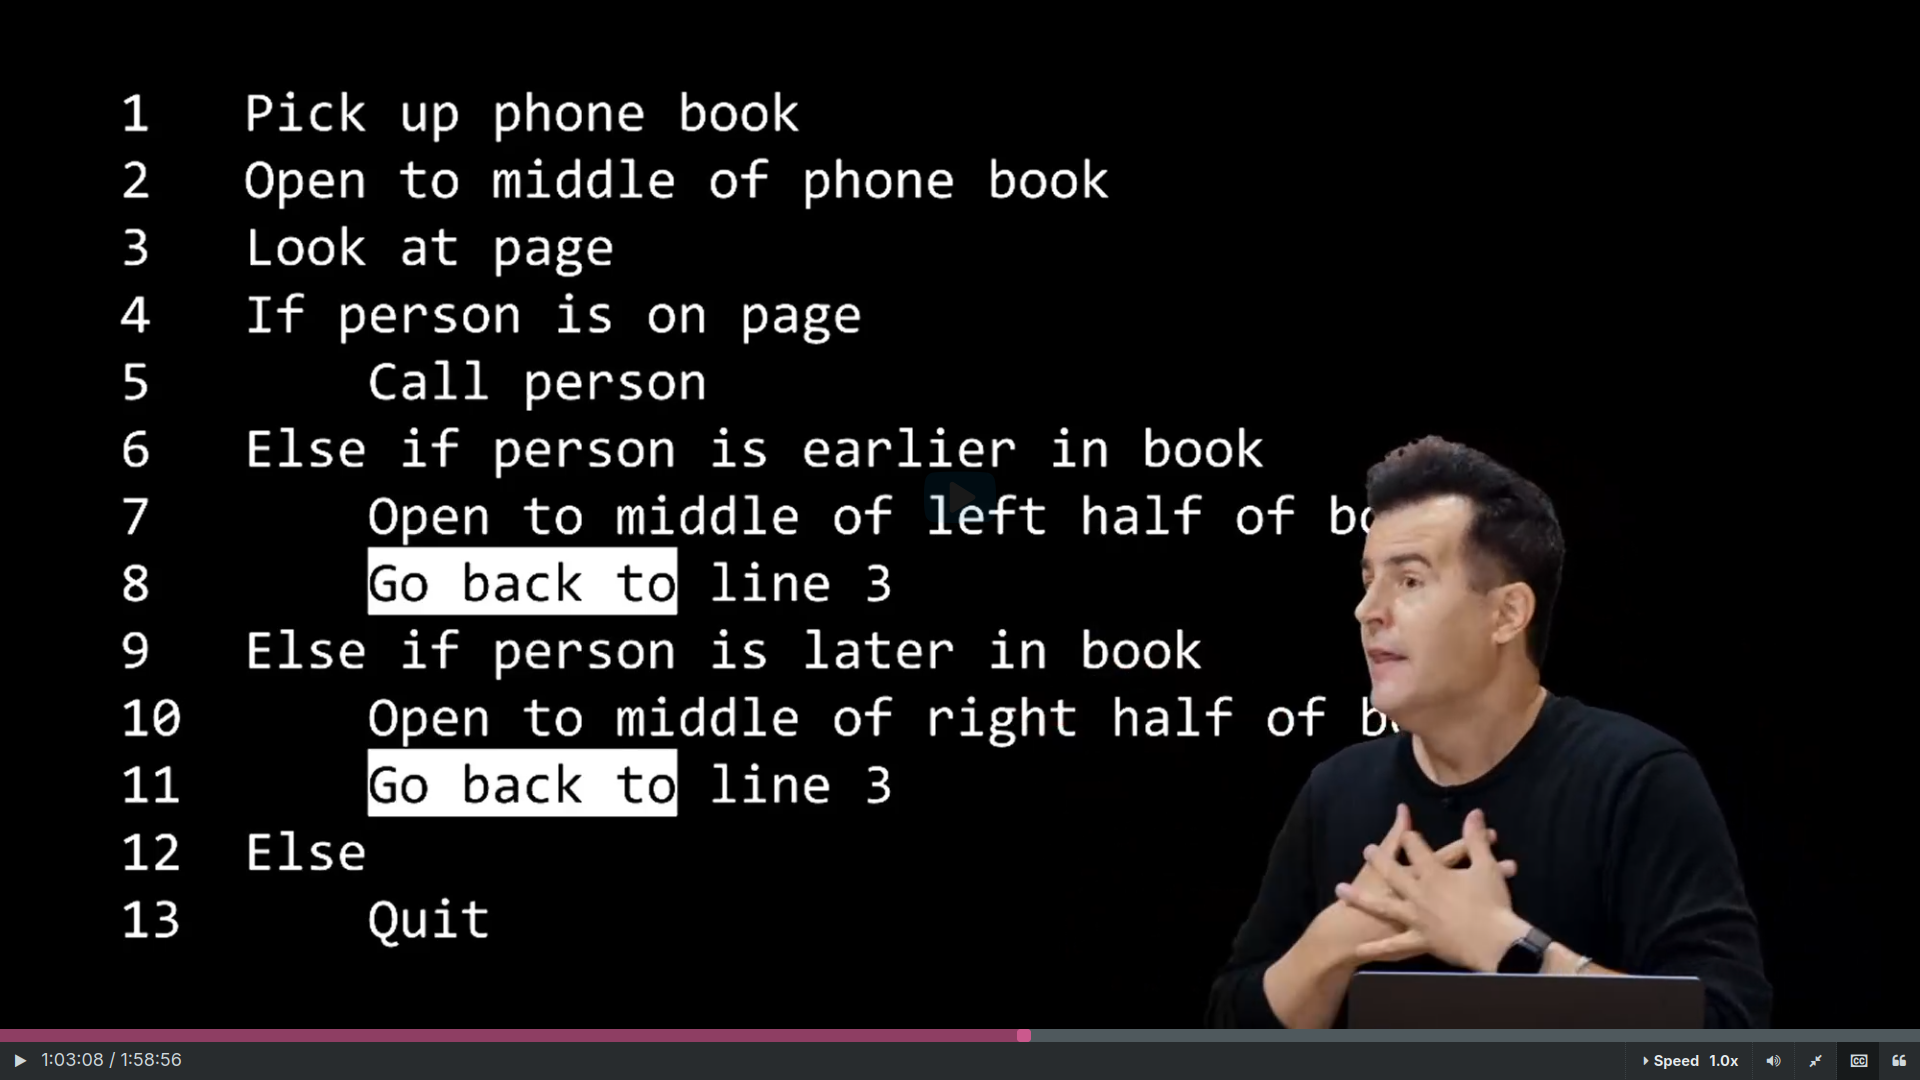 1 Pick up phone book
2 Open to middle of phone book
3 Look at page
4 If person is on page
5 Call person
6 Else if person is earlier in book
7 Open to middle of left half of
8 Go back to line 3
9 Else if person is later in book
10 Open to middle of right half of
11 Go back to line 3
12 Else
13 Quit
1:03:08 / 1:58:56
Speed 1.0x
CC